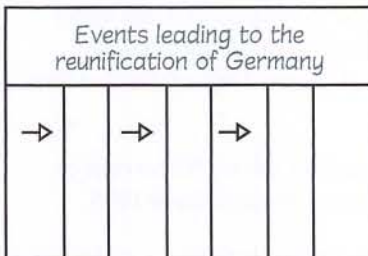 Events leading to the
reunification of Germany